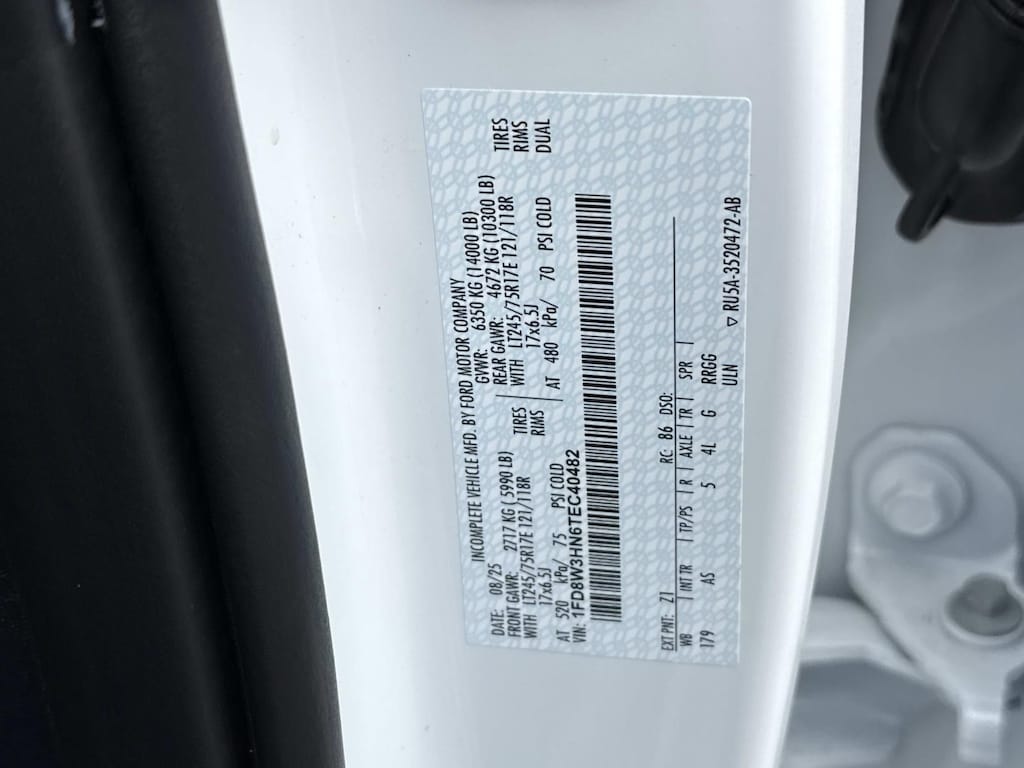 INCOMPLETE VEHICLE MFD. BY FORD MOTOR COMPANY
DATE: 08/25 GVWR: 6350 KG (14000 LB)
FRONT GAWR: 2717 KG (5990 LB) REAR GAWR: 4672 KG (10300 LB)
WITH LT245/75R17E 121/118R TIRES WITH LT245/75R17E 121/118R TIRES
17x6.5J RIMS 17x6.5J RIMS
AT 520 kPa/ 75 PSI COLD AT 480 kPa/ 70 PSI COLD DUAL
VIN: 1FD8W3HN6TEC40482
EXT PNT: Z1 RC: 86 DSO:
WB INT TR TP/PS R AXLE TR SPR
179 AS 5 4L G RRGG
ULN
▽ RU5A-3520472-AB